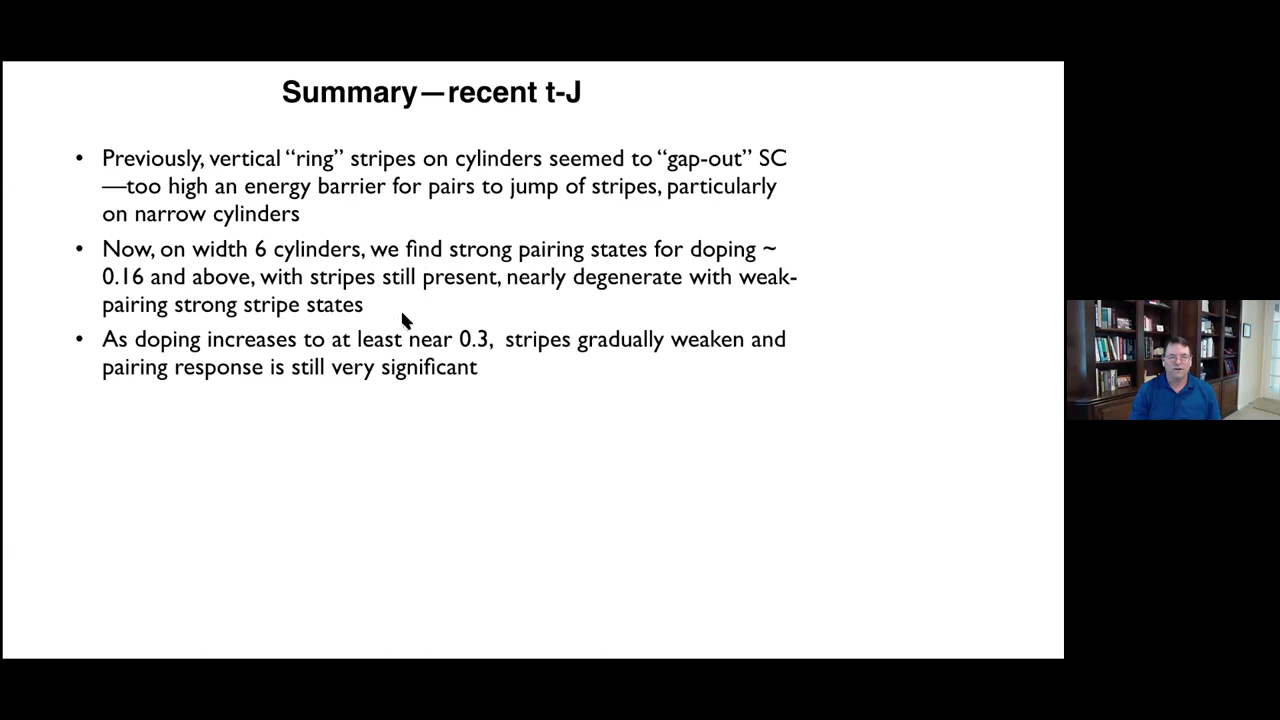 Summary—recent t-J
• Previously, vertical “ring” stripes on cylinders seemed to “gap-out” SC
—too high an energy barrier for pairs to jump of stripes, particularly
on narrow cylinders
• Now, on width 6 cylinders, we find strong pairing states for doping ~
0.16 and above, with stripes still present, nearly degenerate with weak-
pairing strong stripe states
• As doping increases to at least near 0.3, stripes gradually weaken and
pairing response is still very significant